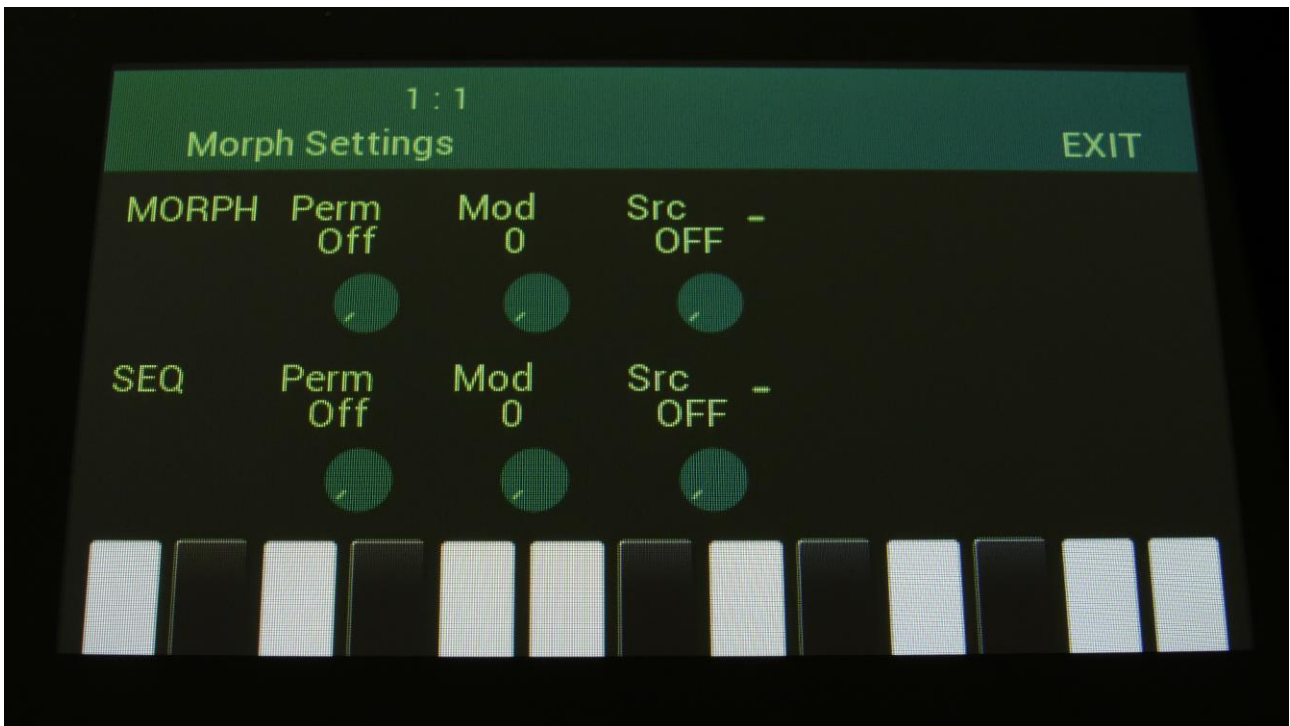 1 : 1
Morph Settings EXIT
MORPH Perm Mod Src -
Off 0 OFF
SEQ Perm Mod Src -
Off 0 OFF